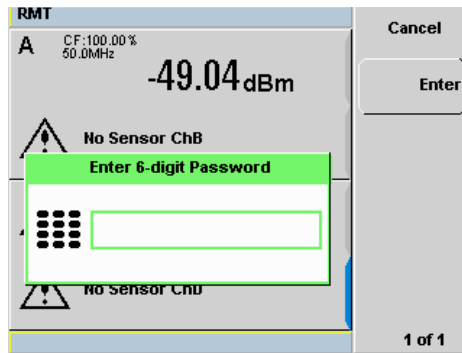 RMT
Cancel
A
CF:100.00%
50.0MHz
-49.04dBm
Enter
No Sensor ChB
Enter 6-digit Password
No Sensor ChD
1 of 1